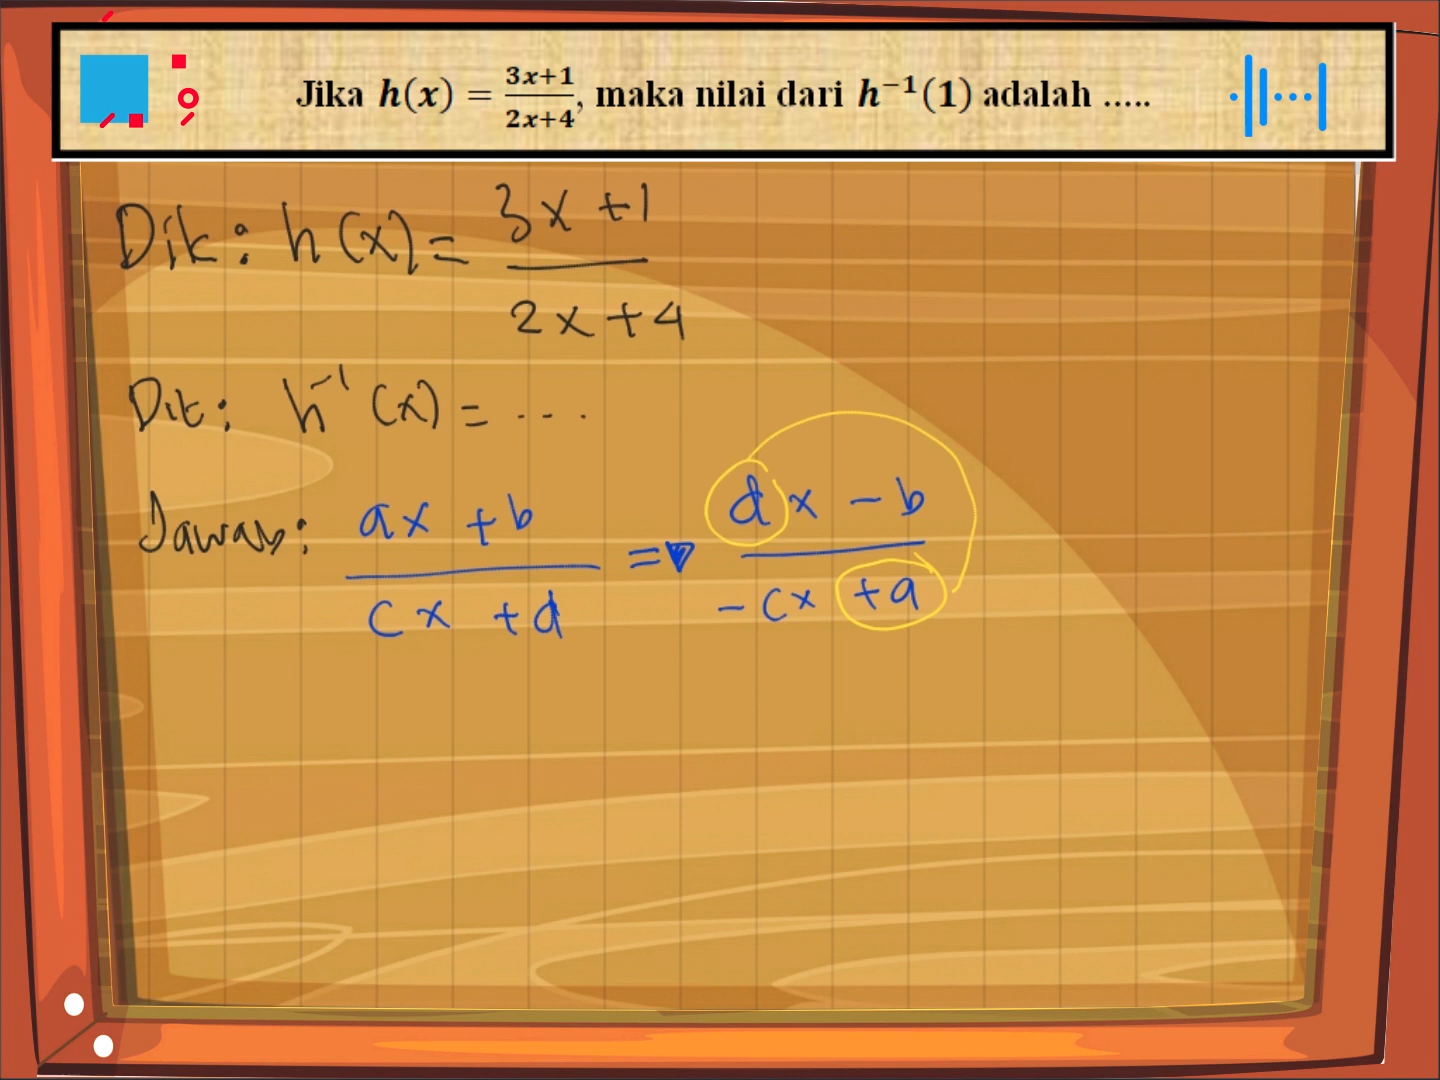 Jika h(x) = 3x+1/2x+4, maka nilai dari h⁻¹(1) adalah .....
Dik: h(x) = 3x+1/2x+4
Dit: h⁻¹(x) = ...
Jawab: ax+b/cx+d ⇒ dx-b/-cx+a